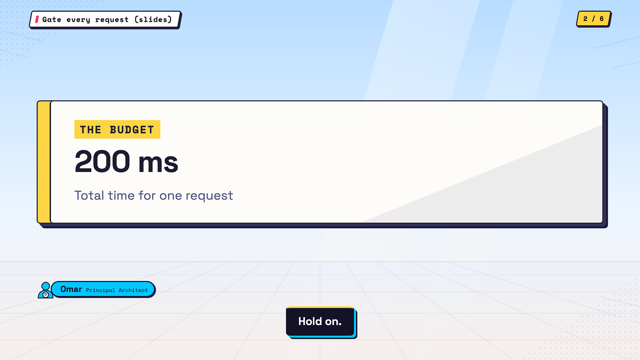 Gate every request (slides)
2 / 6
THE BUDGET
200 ms
Total time for one request
Omar Principal Architect
Hold on.